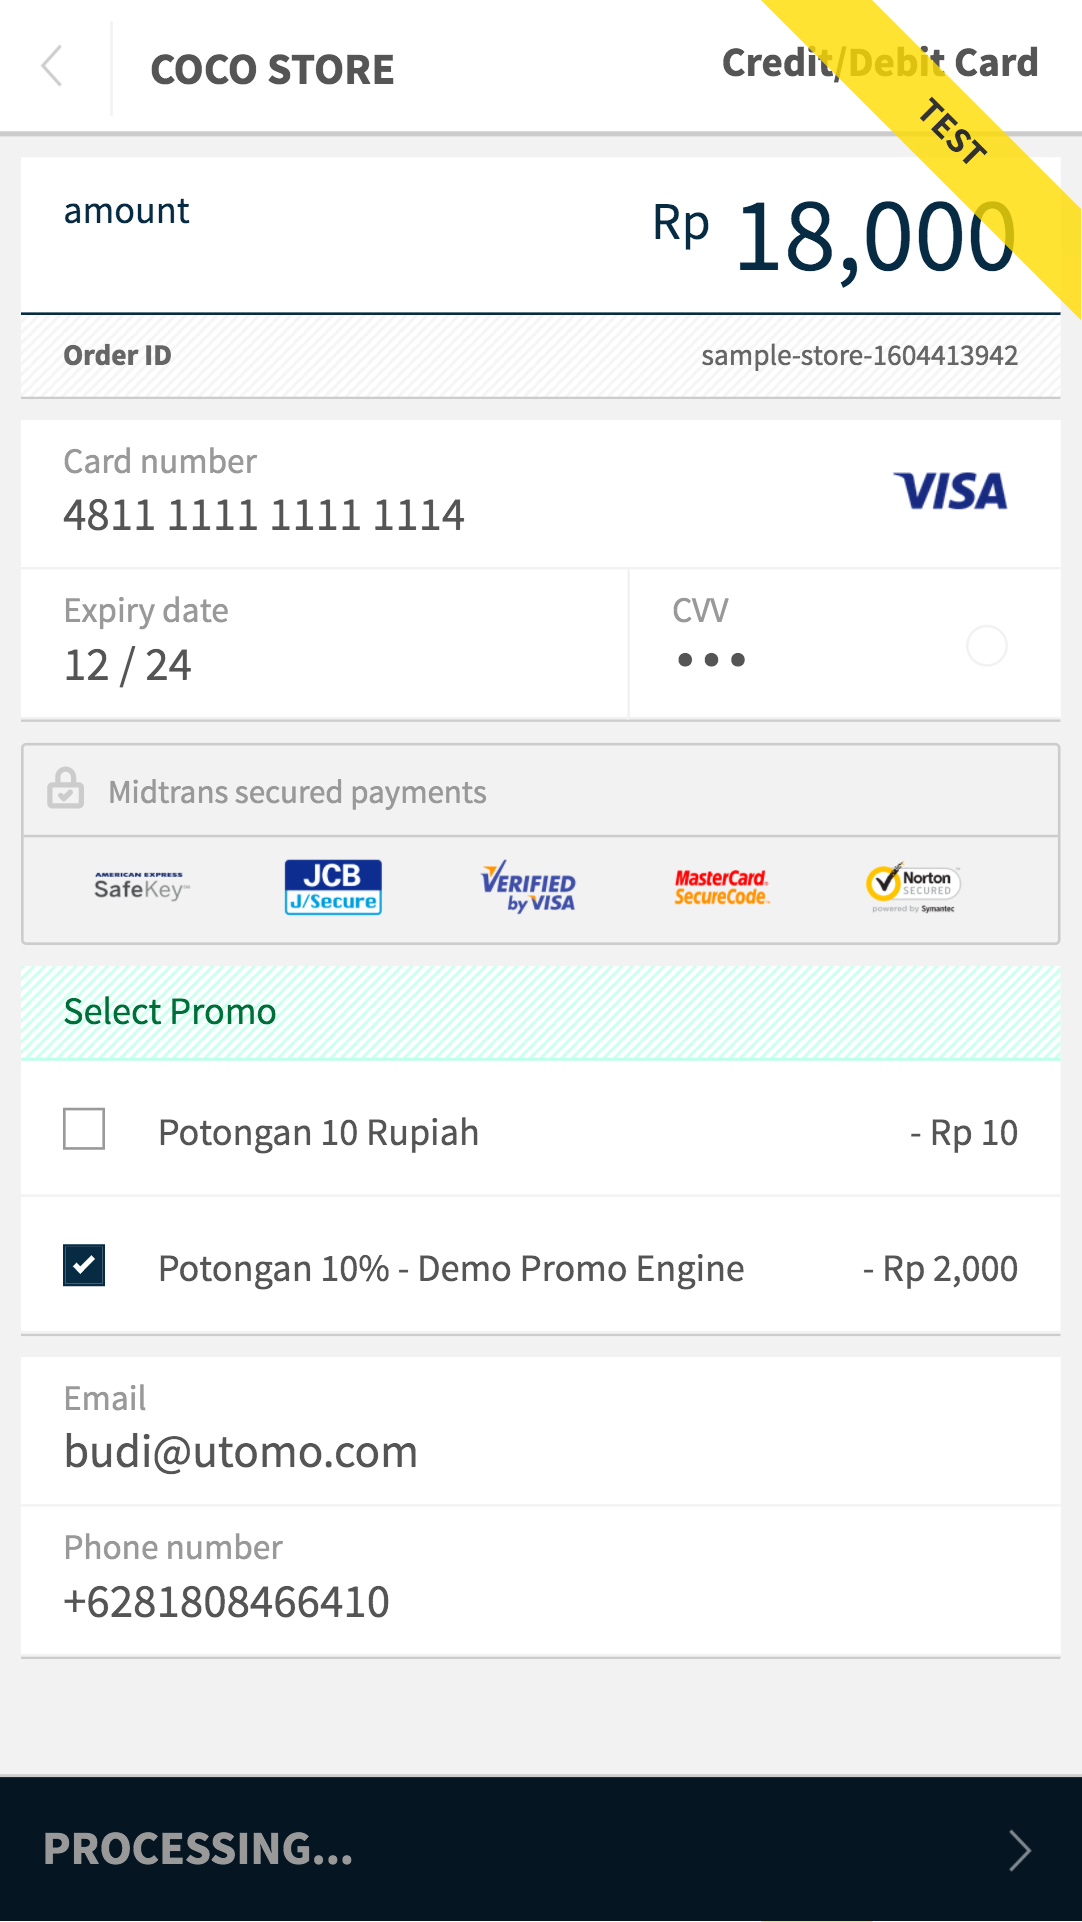 COCO STORE
Credit/Debit Card
TEST
amount
Rp 18,000
Order ID
sample-store-1604413942
Card number
4811 1111 1111 1114
VISA
Expiry date
12 / 24
CVV
•••
Midtrans secured payments
AMERICAN EXPRESS
SafeKey™
JCB
J/Secure
VERIFIED
by VISA
MasterCard.
SecureCode™
Norton
SECURED
powered by Symantec
Select Promo
Potongan 10 Rupiah
- Rp 10
Potongan 10% - Demo Promo Engine
- Rp 2,000
Email
budi@utomo.com
Phone number
+6281808466410
PROCESSING...